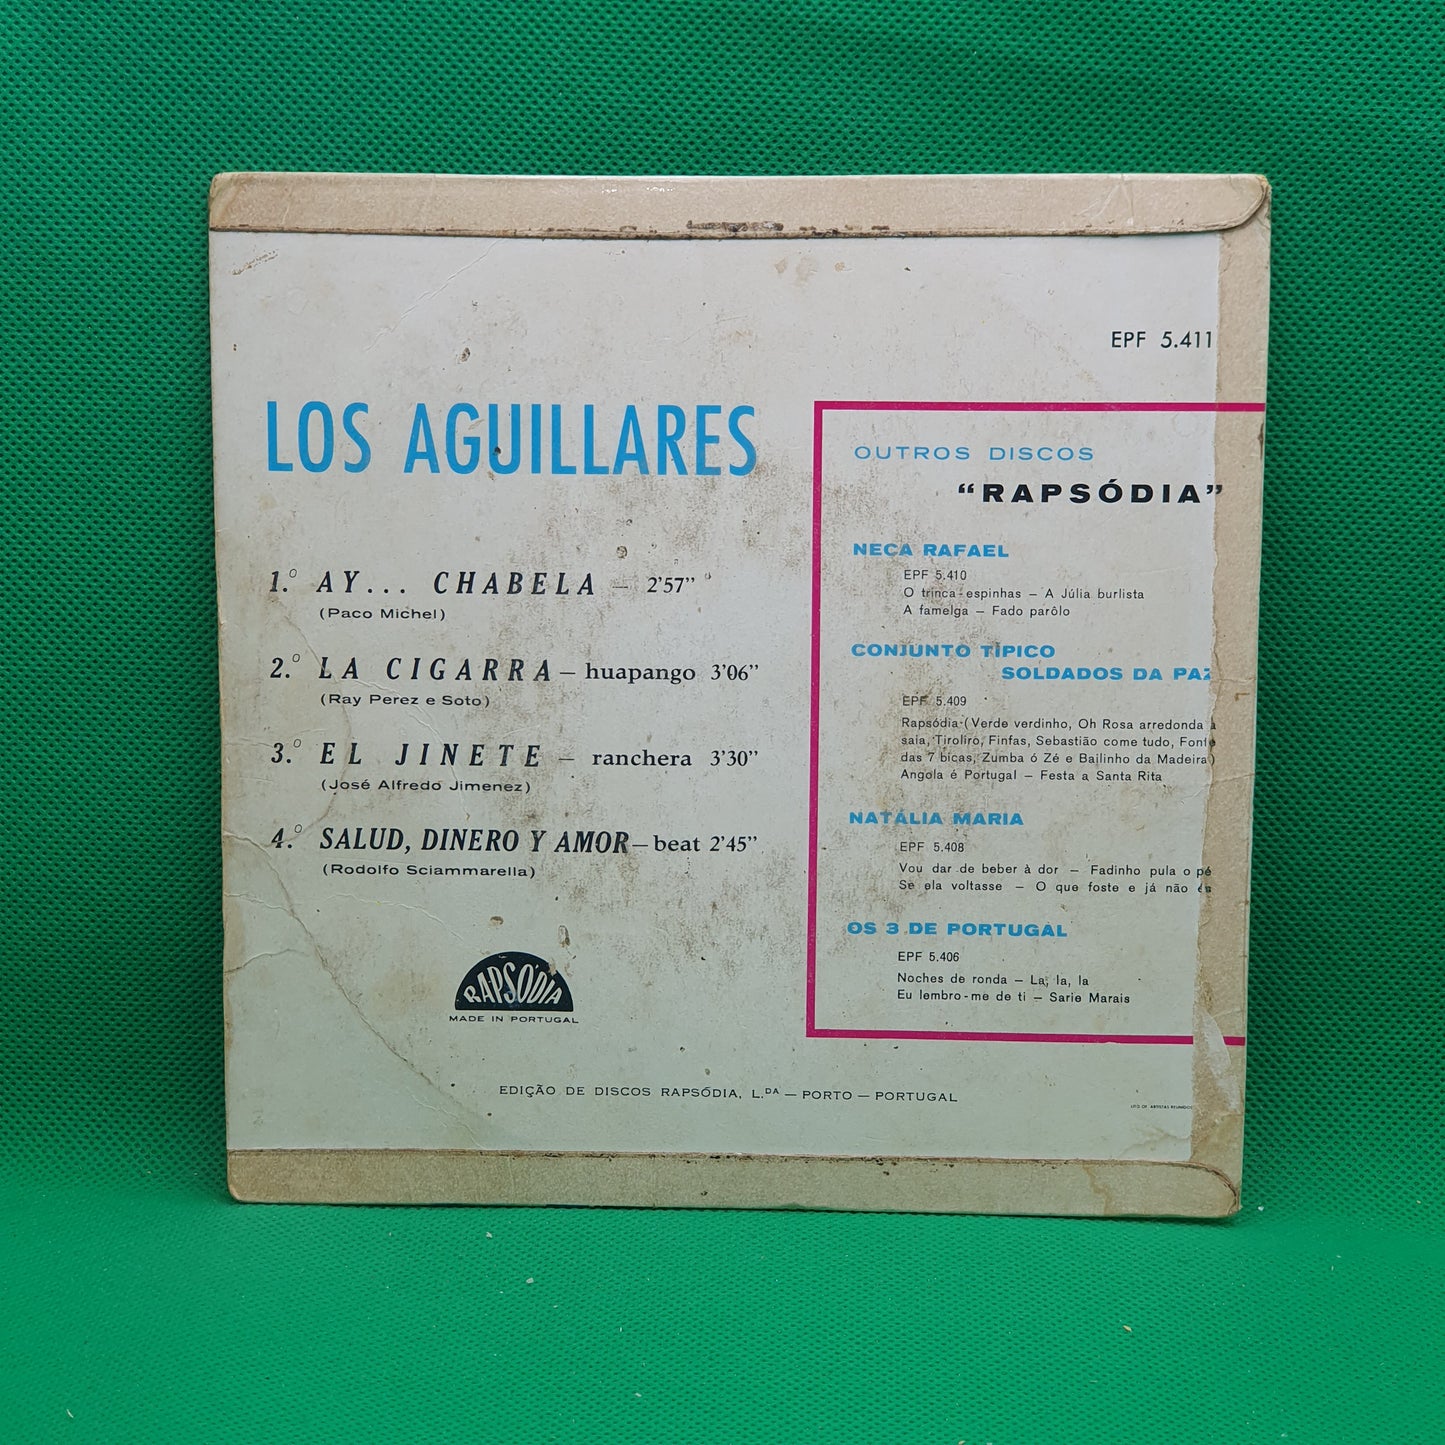 EPF 5.411
LOS AGUILLARES
1.º AY... CHABELA — 2'57"
(Paco Michel)
2.º LA CIGARRA — huapango 3'06"
(Ray Perez e Soto)
3.º EL JINETE — ranchera 3'30"
(José Alfredo Jimenez)
4.º SALUD, DINERO Y AMOR — beat 2'45"
(Rodolfo Sciammarella)
RAPSÓDIA
MADE IN PORTUGAL
OUTROS DISCOS
"RAPSÓDIA"
NECA RAFAEL
EPF 5.410
O trinca-espinhas — A Júlia burlista
A famelga — Fado parôlo
CONJUNTO TÍPICO
SOLDADOS DA PAZ
EPF 5.409
Rapsódia-(Verde verdinho, Oh Rosa arredonda a
saia, Tiroliro, Finfas, Sebastião come tudo, Fonte
das 7 bicas, Zumba ó Zé e Bailinho da Madeira)
Angola é Portugal — Festa a Santa Rita
NATÁLIA MARIA
EPF 5.408
Vou dar de beber à dor — Fadinho pula o pé
Se ela voltasse — O que foste e já não és
OS 3 DE PORTUGAL
EPF 5.406
Noches de ronda — La, la, la
Eu lembro-me de ti — Sarie Marais
EDIÇÃO DE DISCOS RAPSÓDIA, L.DA — PORTO — PORTUGAL
LITO OF. ARTISTAS REUNIDOS